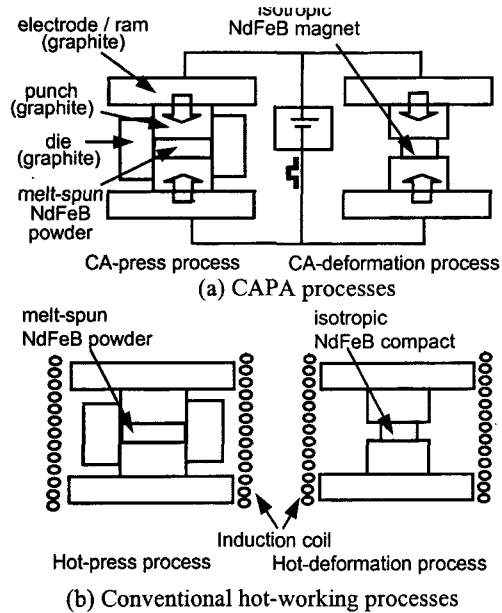 electrode / ram
(graphite)
isotropic
NdFeB magnet
punch
(graphite)
die
(graphite)
melt-spun
NdFeB
powder
CA-press process
CA-deformation process
(a) CAPA processes
melt-spun
NdFeB powder
isotropic
NdFeB compact
Induction coil
Hot-press process
Hot-deformation process
(b) Conventional hot-working processes